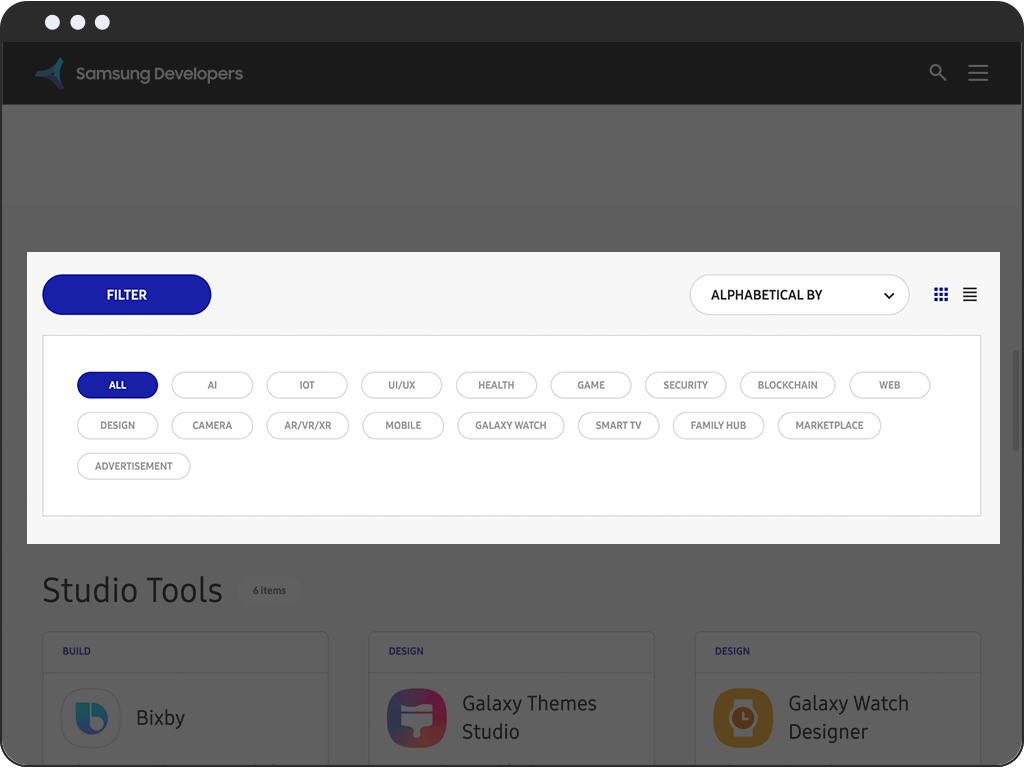 Samsung Developers
FILTER
ALPHABETICAL BY
ALL AI IOT UI/UX HEALTH GAME SECURITY BLOCKCHAIN WEB
DESIGN CAMERA AR/VR/XR MOBILE GALAXY WATCH SMART TV FAMILY HUB MARKETPLACE
ADVERTISEMENT
Studio Tools 6 items
BUILD
Bixby
DESIGN
Galaxy Themes
Studio
DESIGN
Galaxy Watch
Designer